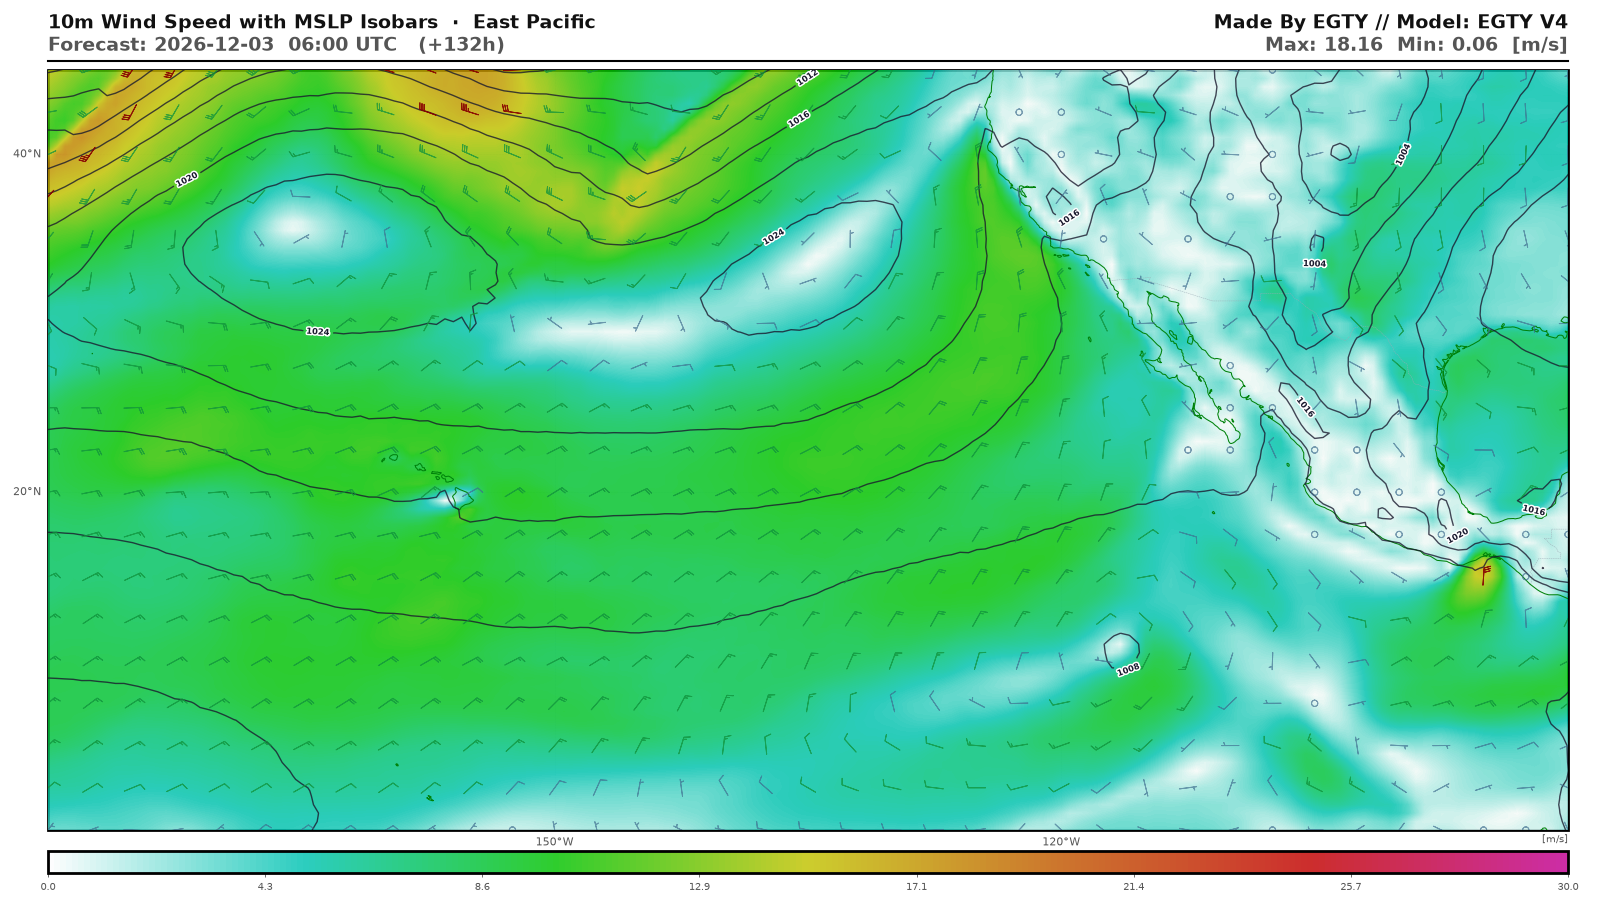 10m Wind Speed with MSLP Isobars · East Pacific
Made By EGTY // Model: EGTY V4
Forecast: 2026-12-03 06:00 UTC (+132h)
Max: 18.16 Min: 0.06 [m/s]
1012
1016
40°N
1004
1020
1016
1024
1004
1024
1016
20°N
1016
1020
1008
150°W
120°W
[m/s]
0.0
4.3
8.6
12.9
17.1
21.4
25.7
30.0